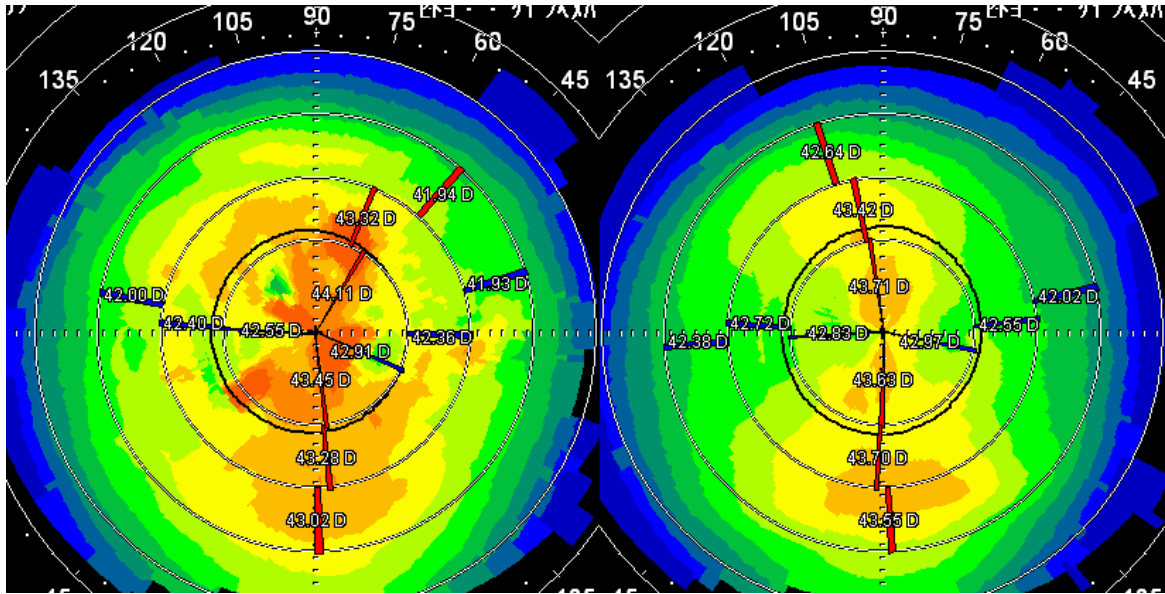 90 90
105 75 105 75
120 60 120 60
135 45 135 45
42.64 D
41.94 D
43.32 D 43.42 D
41.93 D
44.11 D 43.71 D
42.00 D 42.02 D
42.40 D 42.55 D 42.36 D 42.72 D 42.83 D 42.55 D
42.91 D 42.38 D 42.97 D
43.45 D 43.63 D
43.28 D 43.70 D
43.02 D 43.55 D